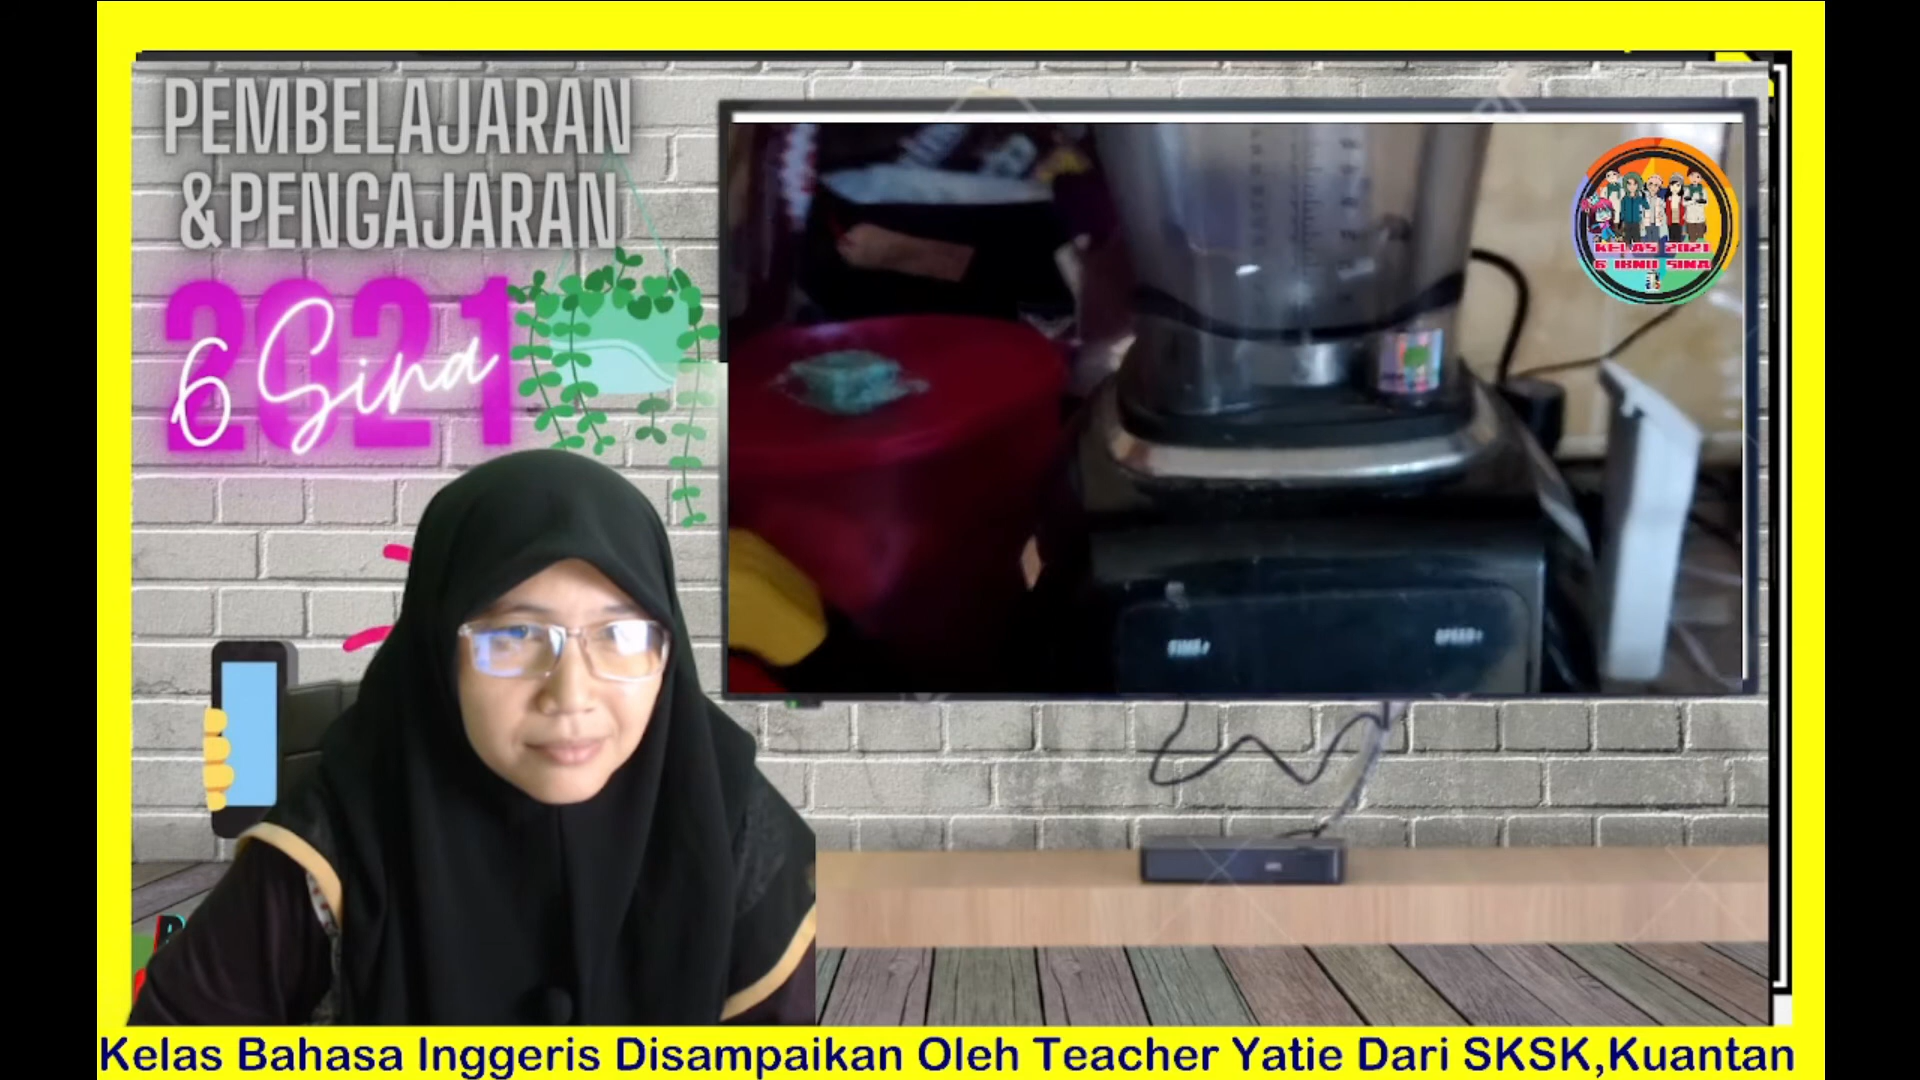 PEMBELAJARAN
& PENGAJARAN
2021
6 Sina
KELAS 2021
6 IBNU SINA
Kelas Bahasa Inggeris Disampaikan Oleh Teacher Yatie Dari SKSK,Kuantan